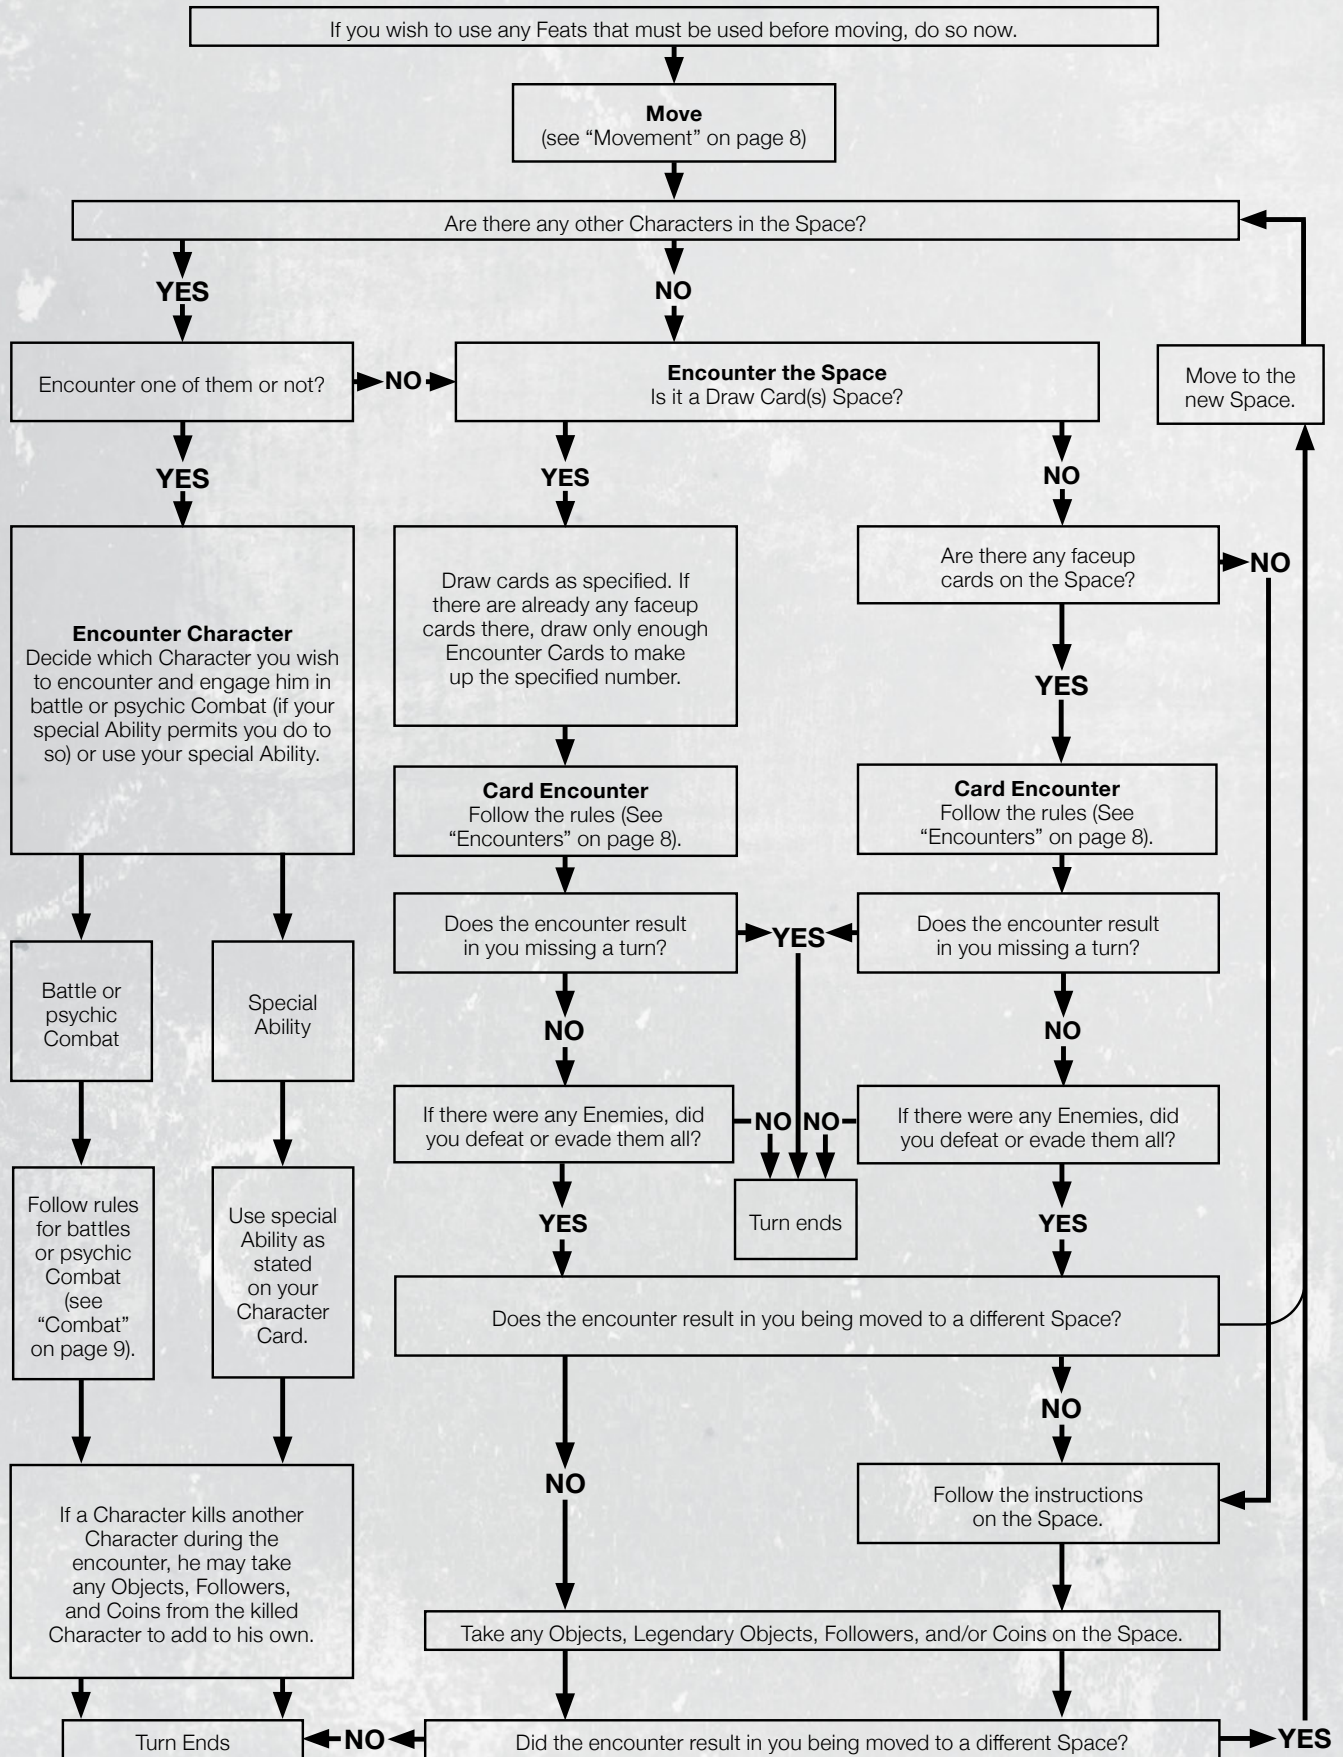 If you wish to use any Feats that must be used before moving, do so now.
Move
(see “Movement” on page 8)
Are there any other Characters in the Space?
YES
NO
Encounter one of them or not?
NO
Encounter the Space
Is it a Draw Card(s) Space?
Move to the
new Space.
YES
YES
NO
Encounter Character
Decide which Character you wish
to encounter and engage him in
battle or psychic Combat (if your
special Ability permits you do to
so) or use your special Ability.
Draw cards as specified. If
there are already any faceup
cards there, draw only enough
Encounter Cards to make
up the specified number.
Are there any faceup
cards on the Space?
NO
YES
Card Encounter
Follow the rules (See
“Encounters” on page 8).
Card Encounter
Follow the rules (See
“Encounters” on page 8).
Does the encounter result
in you missing a turn?
YES
Does the encounter result
in you missing a turn?
Battle or
psychic
Combat
Special
Ability
NO
NO
If there were any Enemies, did
you defeat or evade them all?
NO
NO
If there were any Enemies, did
you defeat or evade them all?
Follow rules
for battles
or psychic
Combat
(see
“Combat”
on page 9).
Use special
Ability as
stated
on your
Character
Card.
YES
Turn ends
YES
Does the encounter result in you being moved to a different Space?
NO
NO
If a Character kills another
Character during the
encounter, he may take
any Objects, Followers,
and Coins from the killed
Character to add to his own.
Follow the instructions
on the Space.
Take any Objects, Legendary Objects, Followers, and/or Coins on the Space.
Turn Ends
NO
Did the encounter result in you being moved to a different Space?
YES